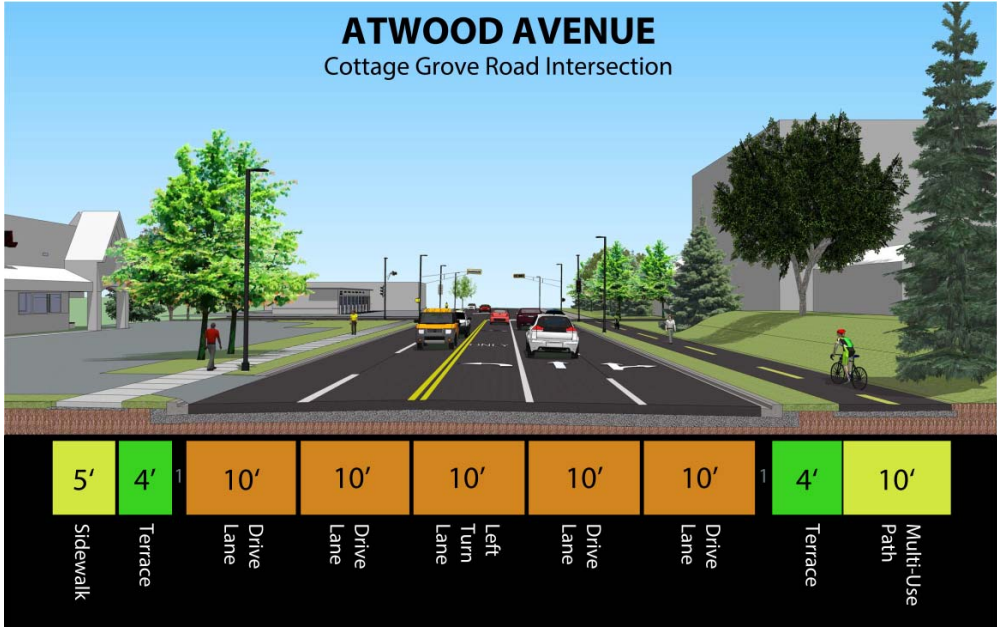 ATWOOD AVENUE
Cottage Grove Road Intersection
ONLY
5‘
4‘
1
10‘
10’
10’
10‘
10‘
1
4‘
10‘
Sidewalk
Terrace
Drive
Lane
Drive
Lane
Left
Turn
Lane
Drive
Lane
Drive
Lane
Terrace
Multi-Use
Path